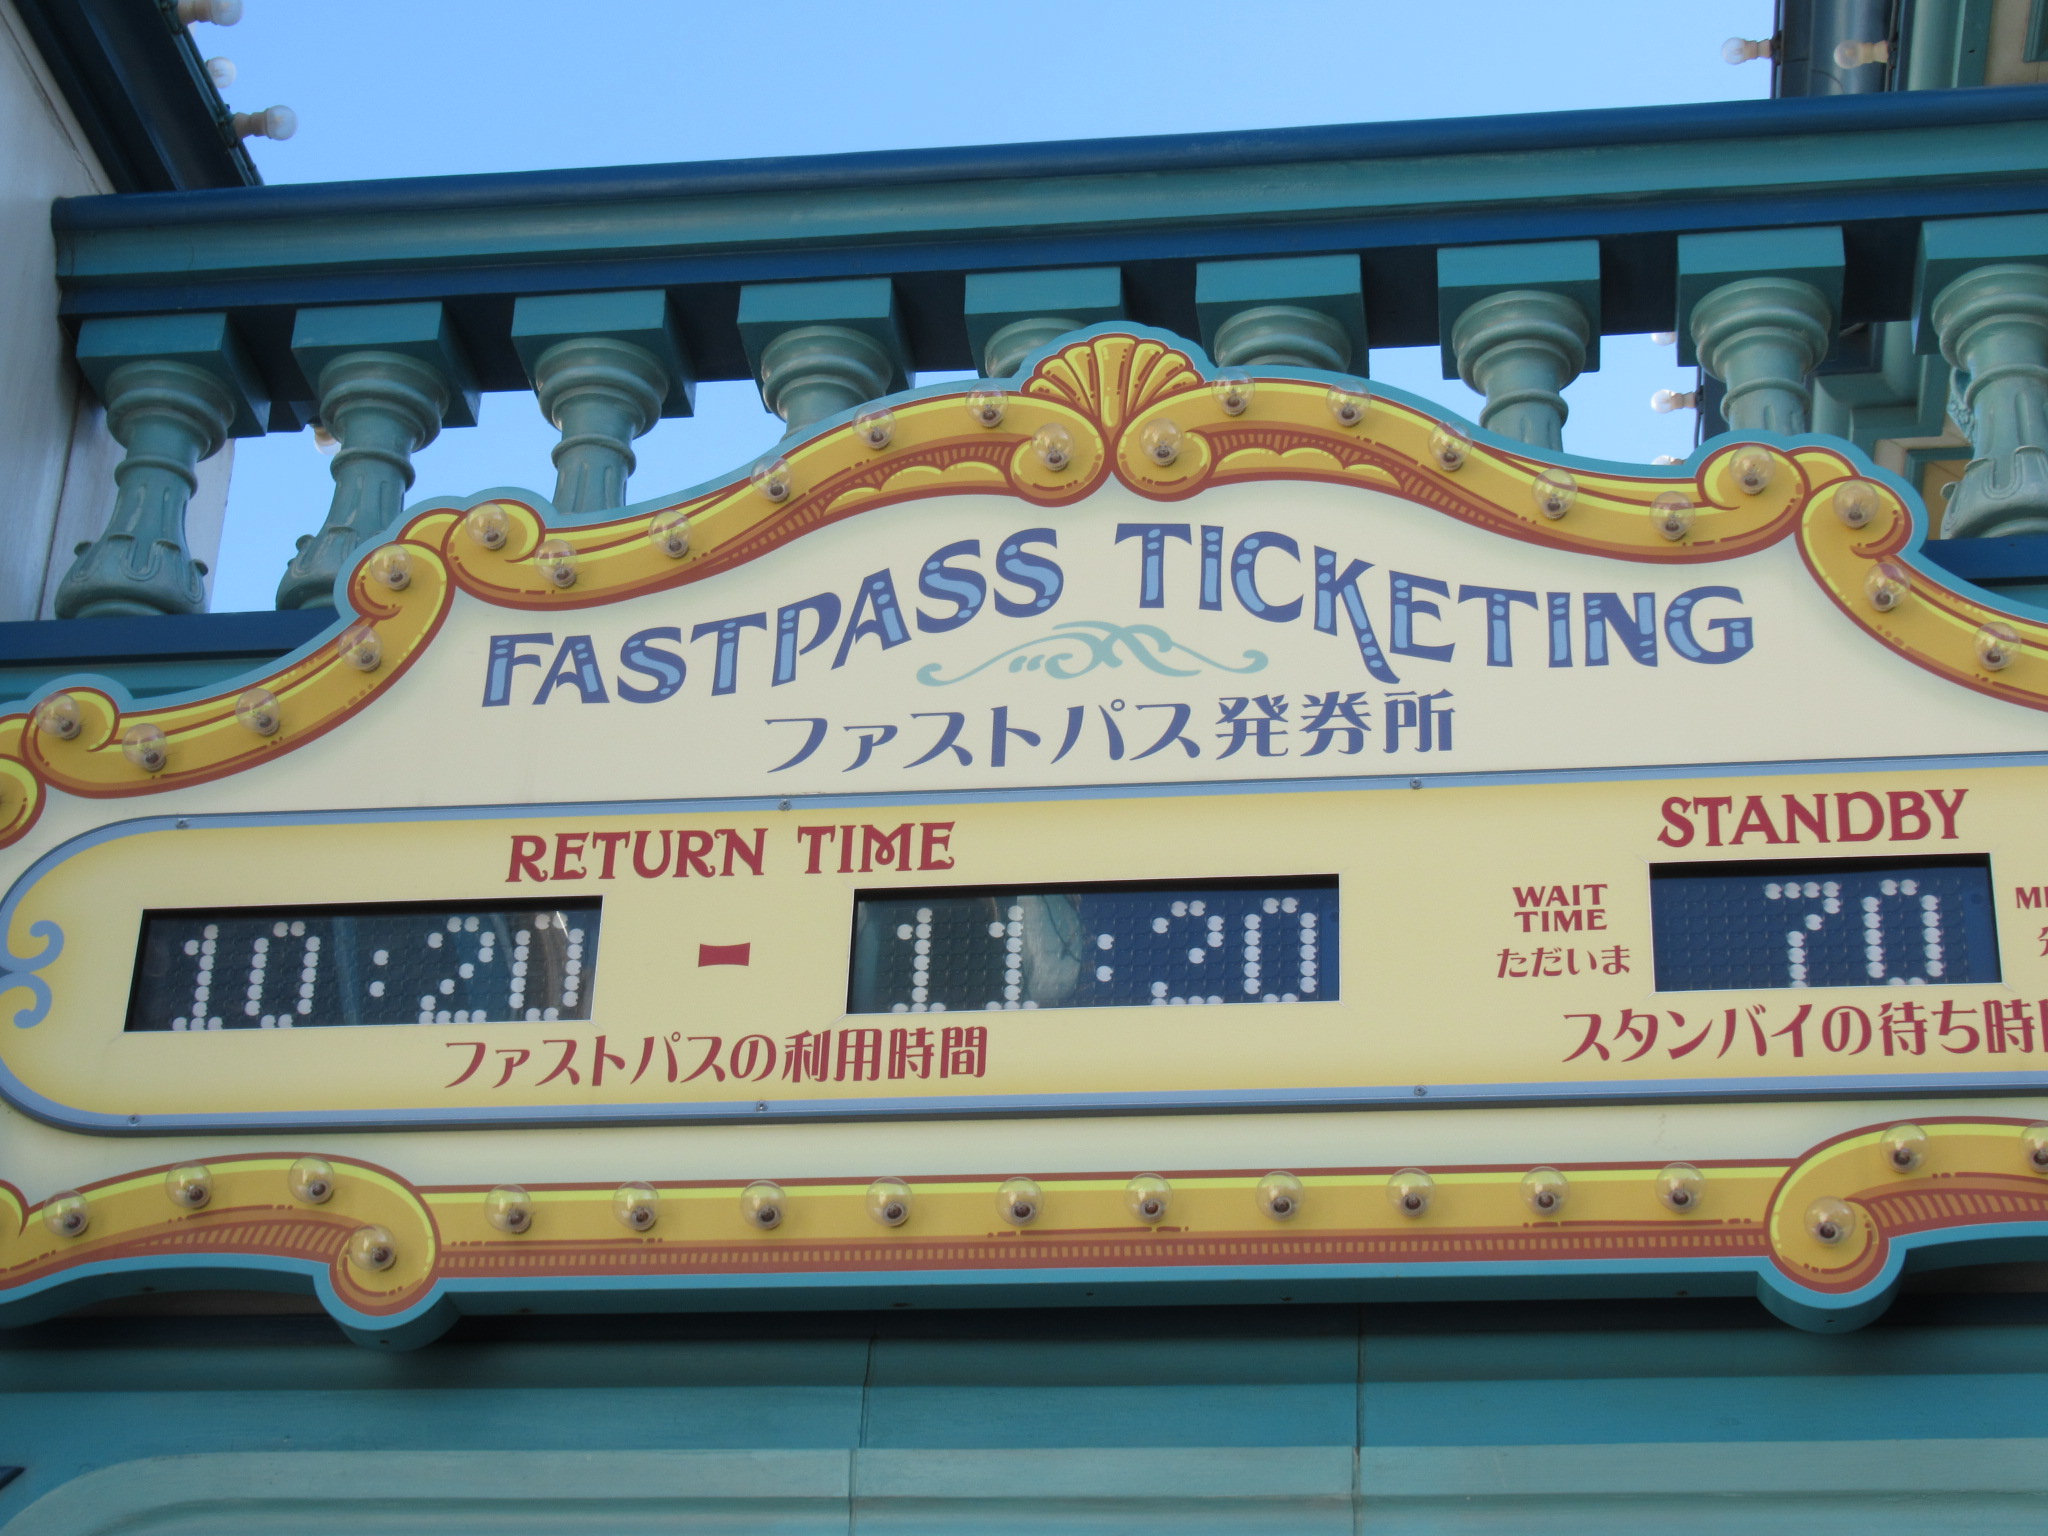 FASTPASS TICKETING
ファストパス発券所
RETURN TIME
10:20 - 11:20
ファストパスの利用時間
STANDBY
WAIT
TIME
ただいま
70
スタンバイの待ち時